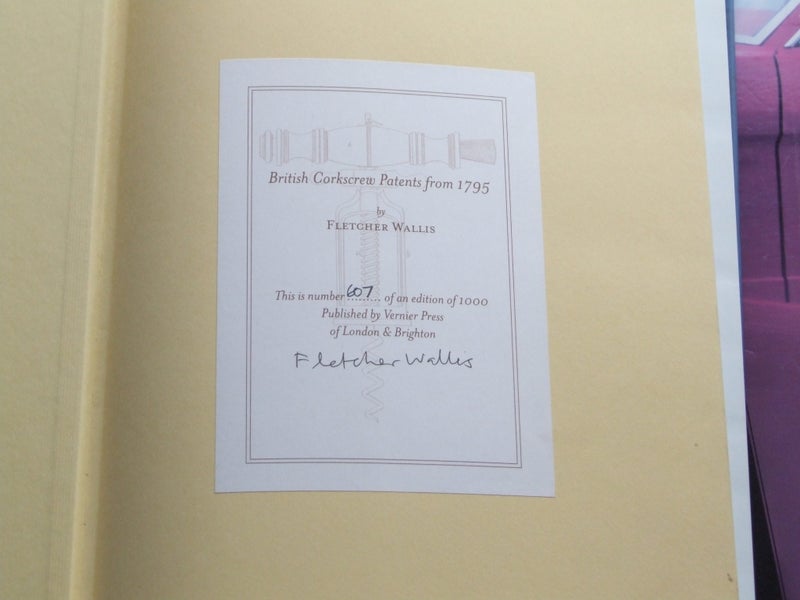 British Corkscrew Patents from 1795
by
FLETCHER WALLIS
This is number 607 of an edition of 1000
Published by Vernier Press
of London & Brighton
Fletcher Wallis